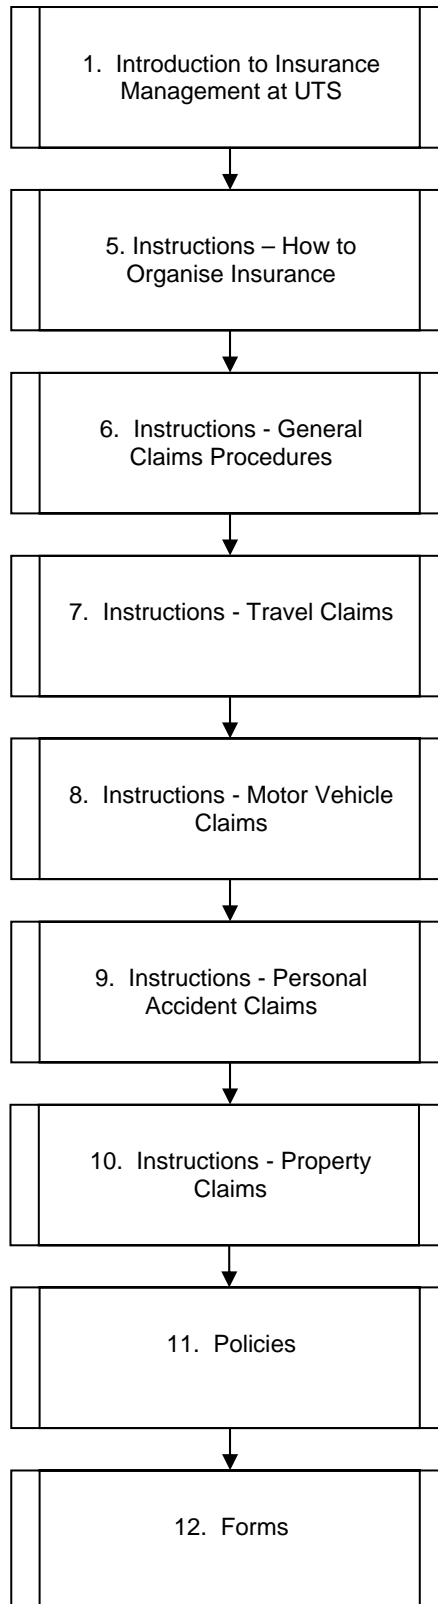 1. Introduction to Insurance
Management at UTS
5. Instructions – How to
Organise Insurance
6. Instructions - General
Claims Procedures
7. Instructions - Travel Claims
8. Instructions - Motor Vehicle
Claims
9. Instructions - Personal
Accident Claims
10. Instructions - Property
Claims
11. Policies
12. Forms